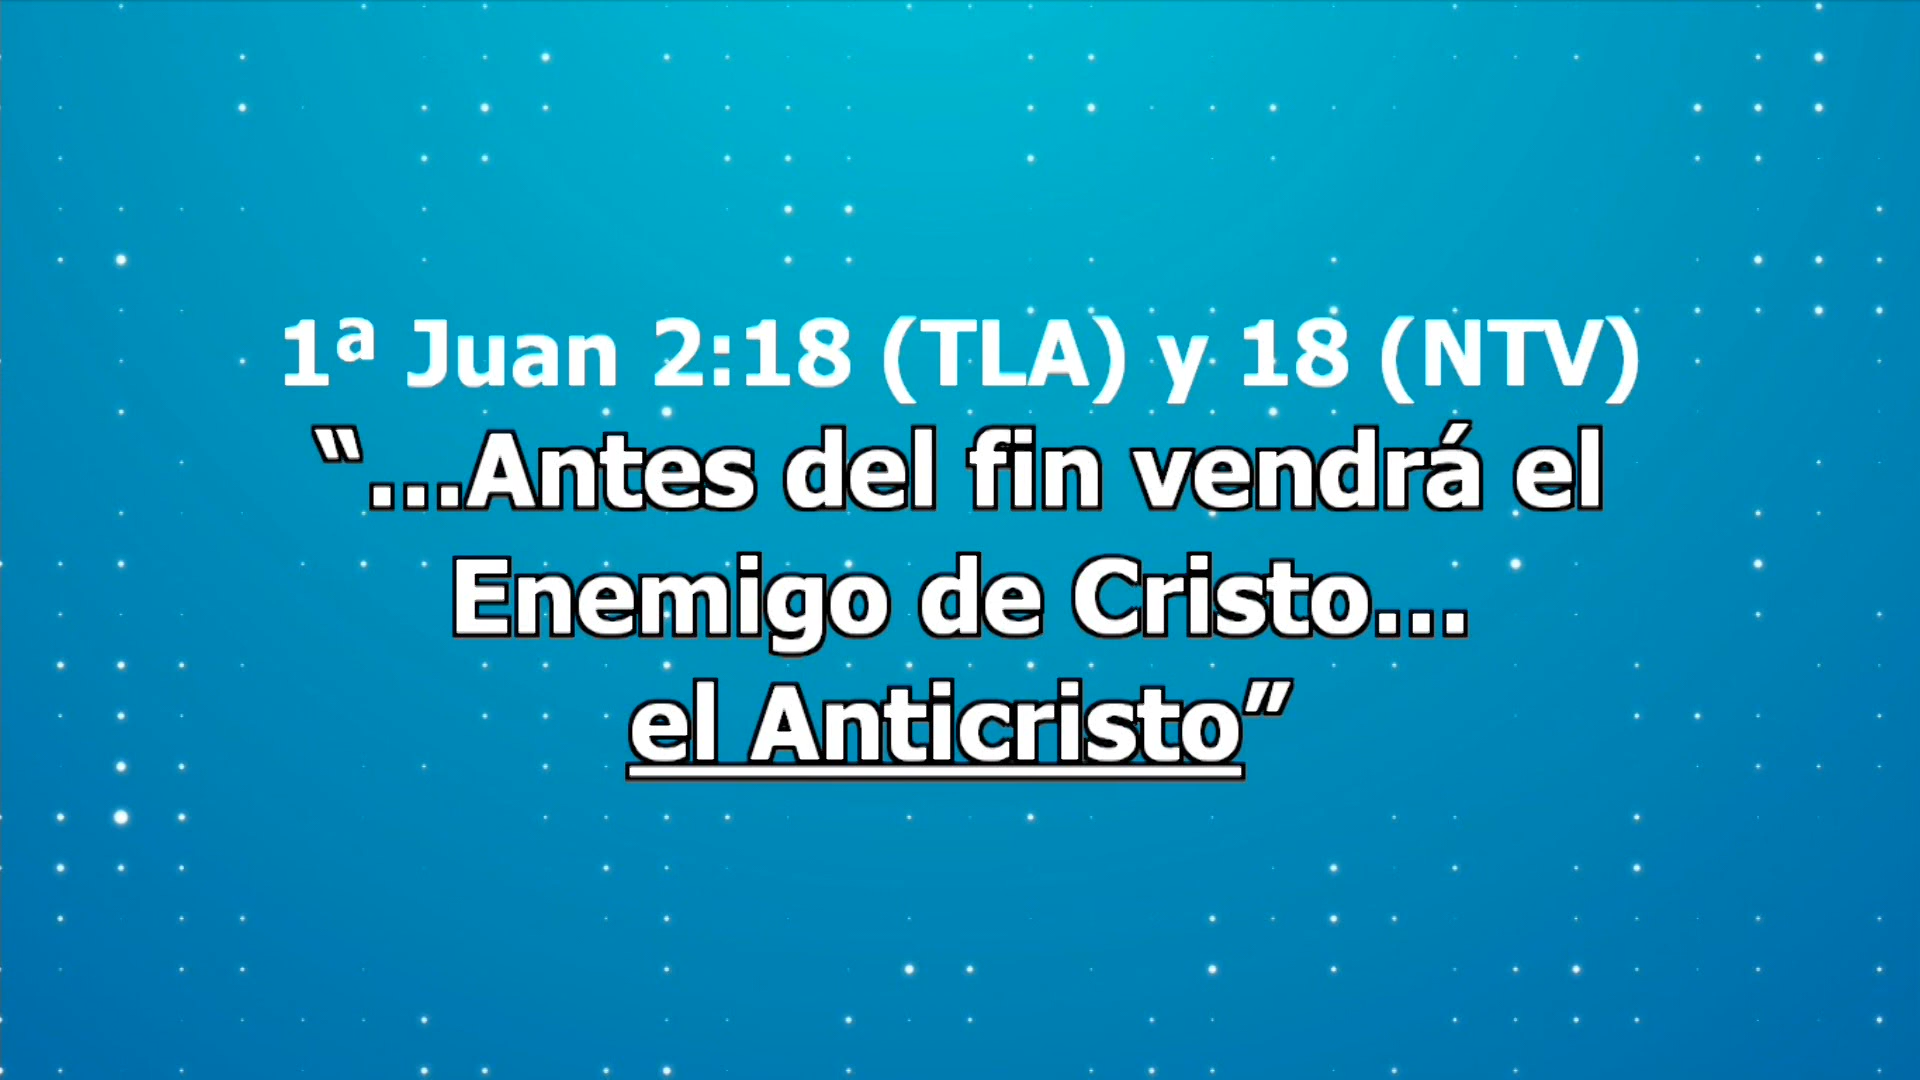 1ª Juan 2:18 (TLA) y 18 (NTV)
“...Antes del fin vendrá el
Enemigo de Cristo...
el Anticristo”